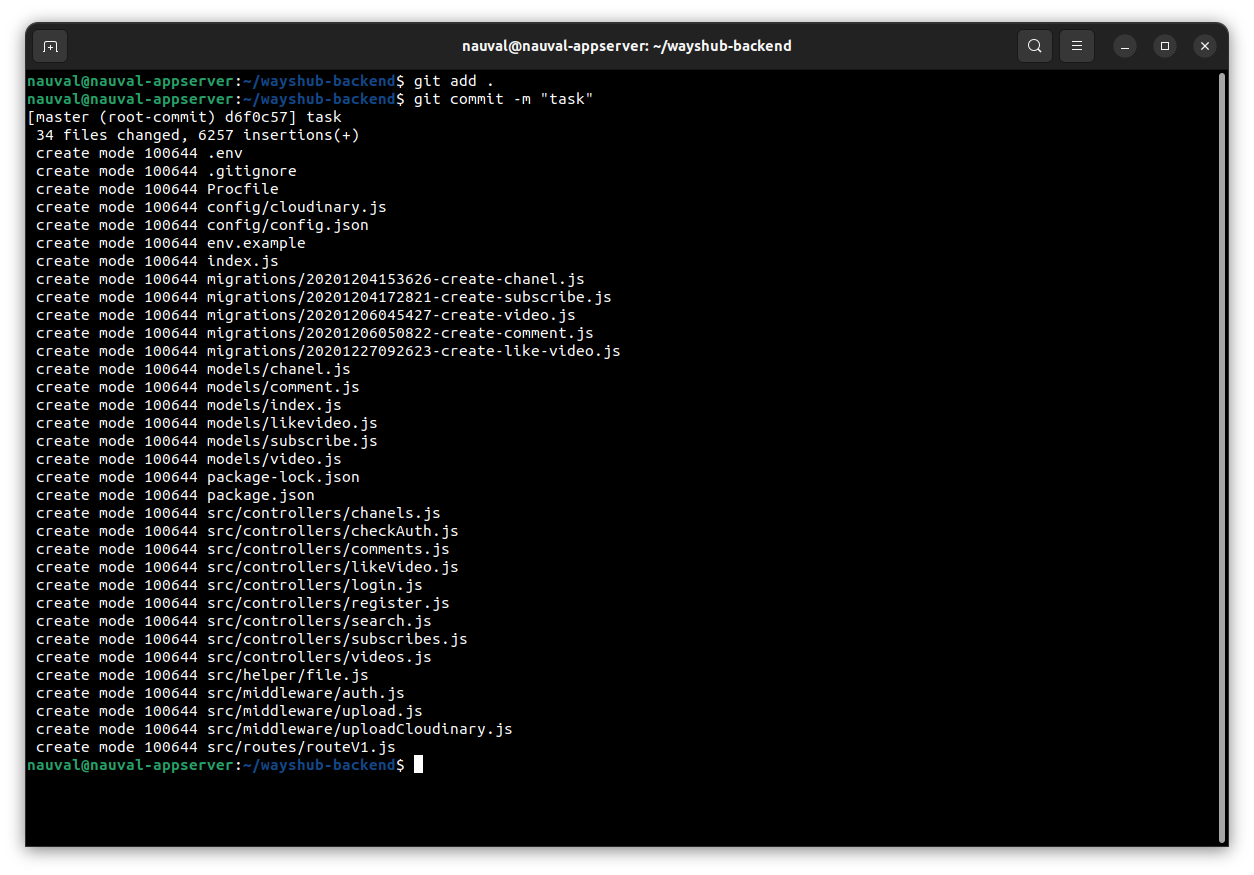 nauval@nauval-appserver: ~/wayshub-backend
nauval@nauval-appserver:~/wayshub-backend$ git add .
nauval@nauval-appserver:~/wayshub-backend$ git commit -m "task"
[master (root-commit) d6f0c57] task
 34 files changed, 6257 insertions(+)
 create mode 100644 .env
 create mode 100644 .gitignore
 create mode 100644 Procfile
 create mode 100644 config/cloudinary.js
 create mode 100644 config/config.json
 create mode 100644 env.example
 create mode 100644 index.js
 create mode 100644 migrations/20201204153626-create-chanel.js
 create mode 100644 migrations/20201204172821-create-subscribe.js
 create mode 100644 migrations/20201206045427-create-video.js
 create mode 100644 migrations/20201206050822-create-comment.js
 create mode 100644 migrations/20201227092623-create-like-video.js
 create mode 100644 models/chanel.js
 create mode 100644 models/comment.js
 create mode 100644 models/index.js
 create mode 100644 models/likevideo.js
 create mode 100644 models/subscribe.js
 create mode 100644 models/video.js
 create mode 100644 package-lock.json
 create mode 100644 package.json
 create mode 100644 src/controllers/chanels.js
 create mode 100644 src/controllers/checkAuth.js
 create mode 100644 src/controllers/comments.js
 create mode 100644 src/controllers/likeVideo.js
 create mode 100644 src/controllers/login.js
 create mode 100644 src/controllers/register.js
 create mode 100644 src/controllers/search.js
 create mode 100644 src/controllers/subscribes.js
 create mode 100644 src/controllers/videos.js
 create mode 100644 src/helper/file.js
 create mode 100644 src/middleware/auth.js
 create mode 100644 src/middleware/upload.js
 create mode 100644 src/middleware/uploadCloudinary.js
 create mode 100644 src/routes/routeV1.js
nauval@nauval-appserver:~/wayshub-backend$